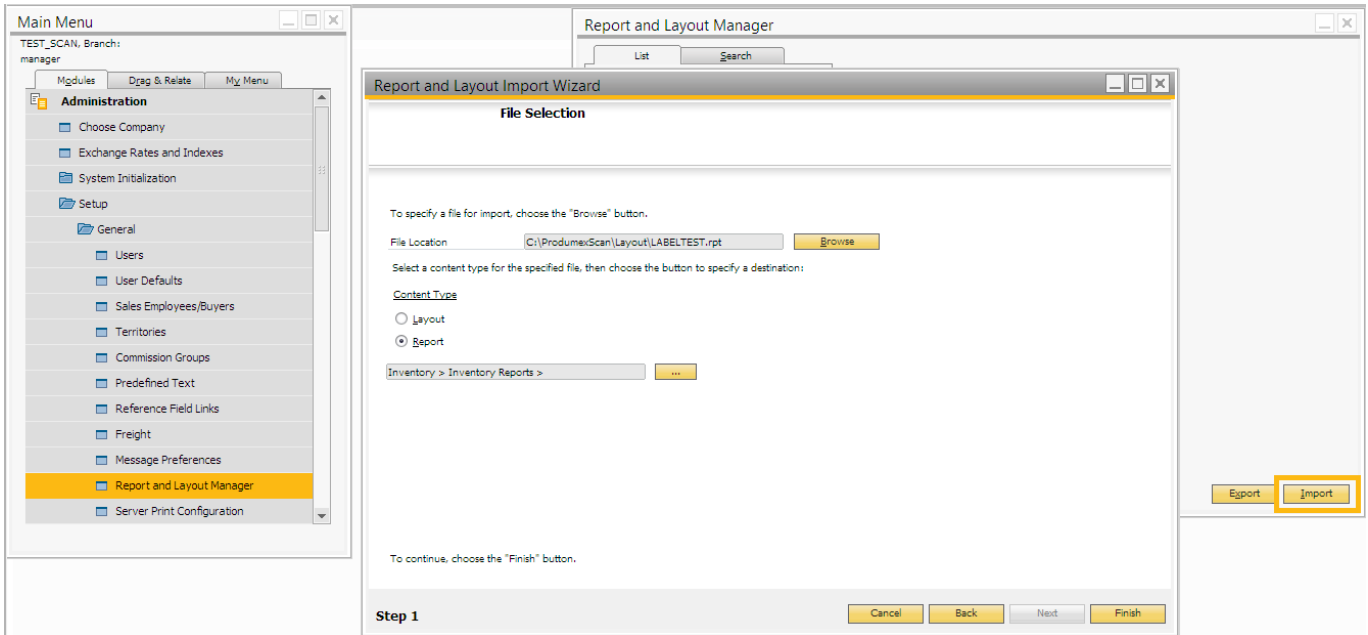 Main Menu
TEST_SCAN, Branch:
manager
Modules Drag & Relate My Menu
Administration
Choose Company
Exchange Rates and Indexes
System Initialization
Setup
General
Users
User Defaults
Sales Employees/Buyers
Territories
Commission Groups
Predefined Text
Reference Field Links
Freight
Message Preferences
Report and Layout Manager
Server Print Configuration
Report and Layout Manager
List Search
Report and Layout Import Wizard
File Selection
To specify a file for import, choose the "Browse" button.
File Location C:\ProdumexScan\Layout\LABELTEST.rpt Browse
Select a content type for the specified file, then choose the button to specify a destination:
Content Type
Layout
Report
Inventory > Inventory Reports > ...
To continue, choose the "Finish" button.
Step 1 Cancel Back Next Finish
Export Import